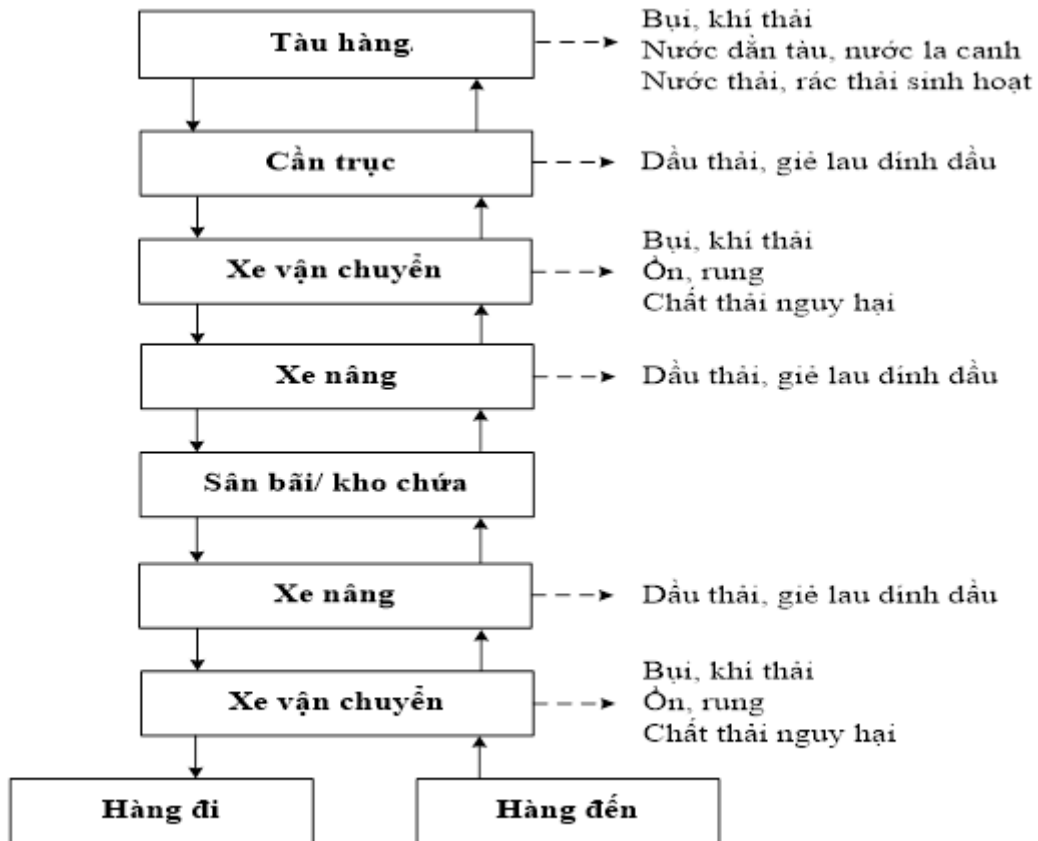 Tàu hàng.
Bụi, khí thải
Nước dằn tàu, nước la canh
Nước thải, rác thải sinh hoạt
Cần trục
Dầu thải, giẻ lau dính dầu
Xe vận chuyển
Bụi, khí thải
Ồn, rung
Chất thải nguy hại
Xe nâng
Dầu thải, giẻ lau dính dầu
Sân bãi/ kho chứa
Xe nâng
Dầu thải, giẻ lau dính dầu
Xe vận chuyển
Bụi, khí thải
Ồn, rung
Chất thải nguy hại
Hàng đi
Hàng đến